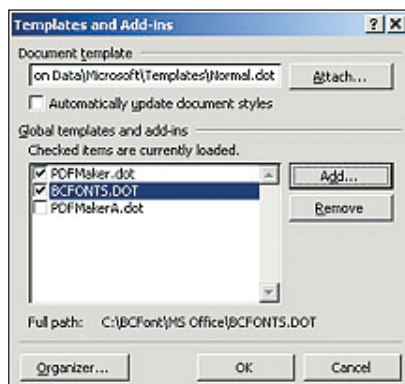 Templates and Add-ins
Document template
on Data\Microsoft\Templates\Normal.dot
Attach...
Automatically update document styles
Global templates and add-ins
Checked items are currently loaded.
PDFMaker.dot
BCFONTS.DOT
PDFMakerA.dot
Add...
Remove
Full path: C:\BCFont\MS Office\BCFONTS.DOT
Organizer... OK Cancel